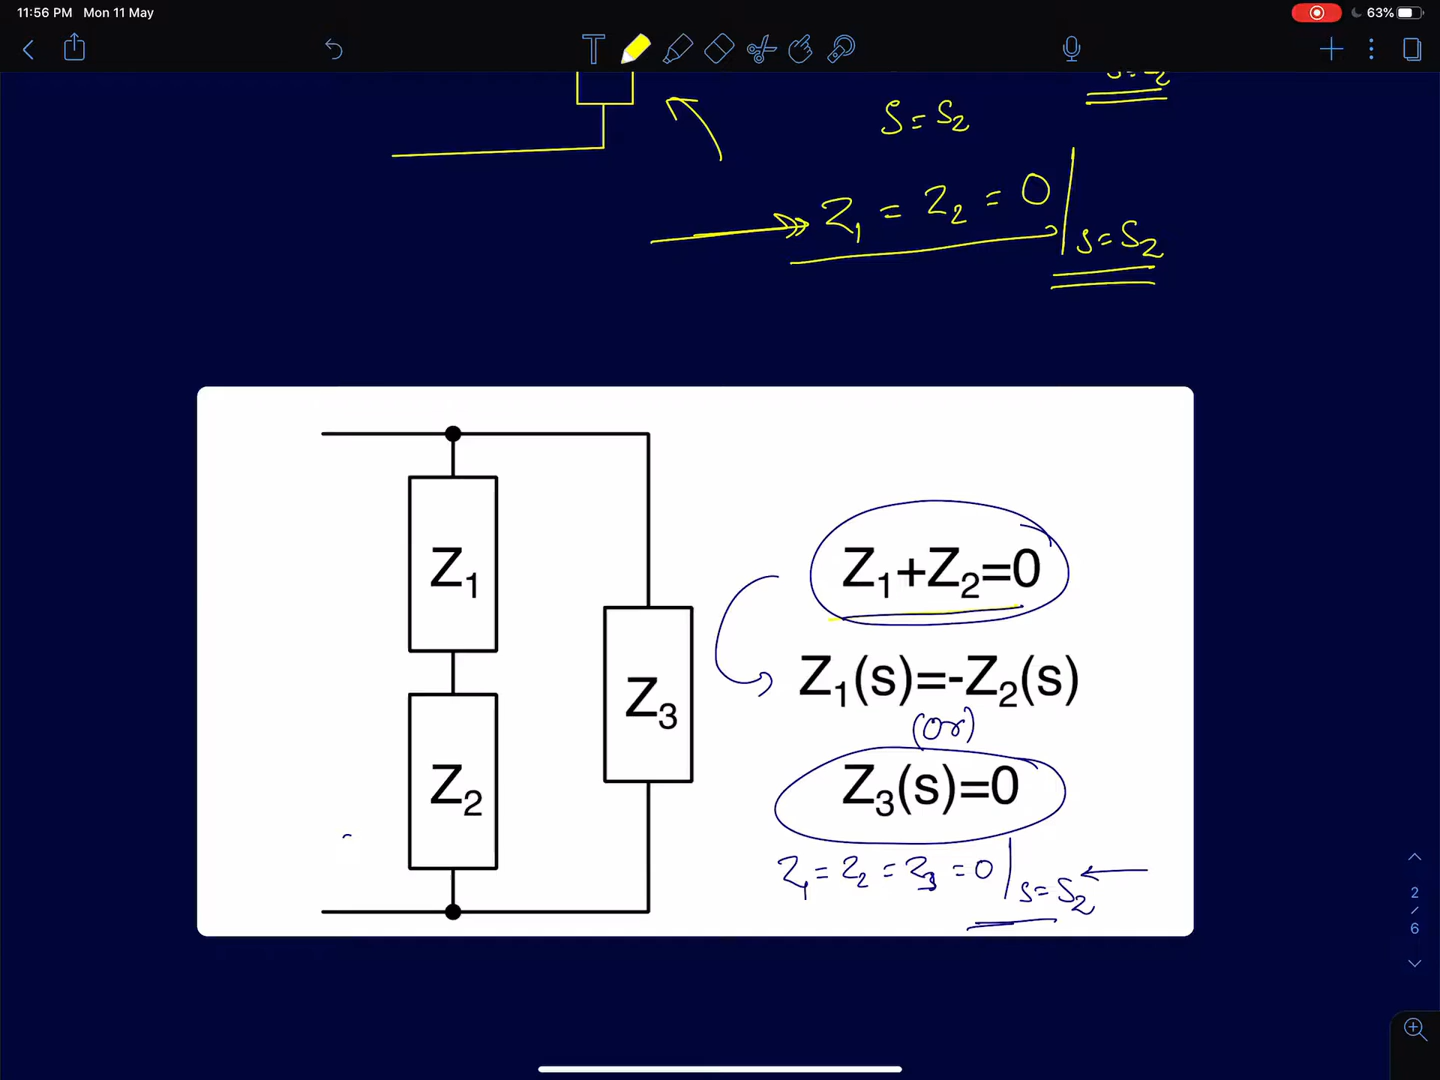 11:56 PM Mon 11 May
63%
T
S = S2
Z1 = Z2 = 0 | s = S2
Z1
Z2
Z3
Z1+Z2=0
Z1(s)=-Z2(s)
(or)
Z3(s)=0
Z1 = Z2 = Z3 = 0 | s = S2
2
/
6